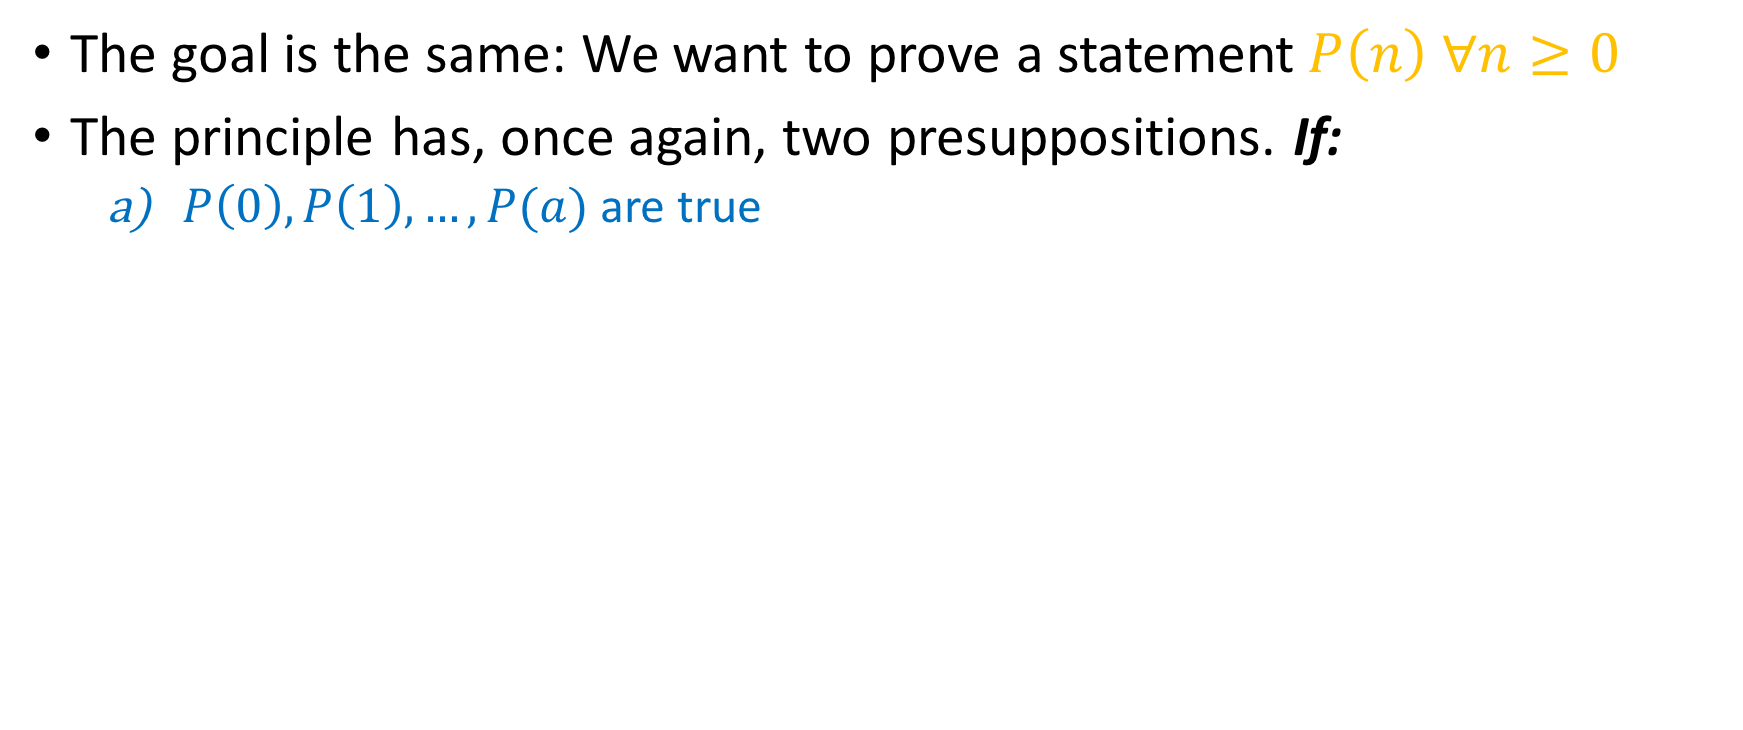 • The goal is the same: We want to prove a statement P(n) ∀n ≥ 0
• The principle has, once again, two presuppositions. If:
a) P(0), P(1), … , P(a) are true